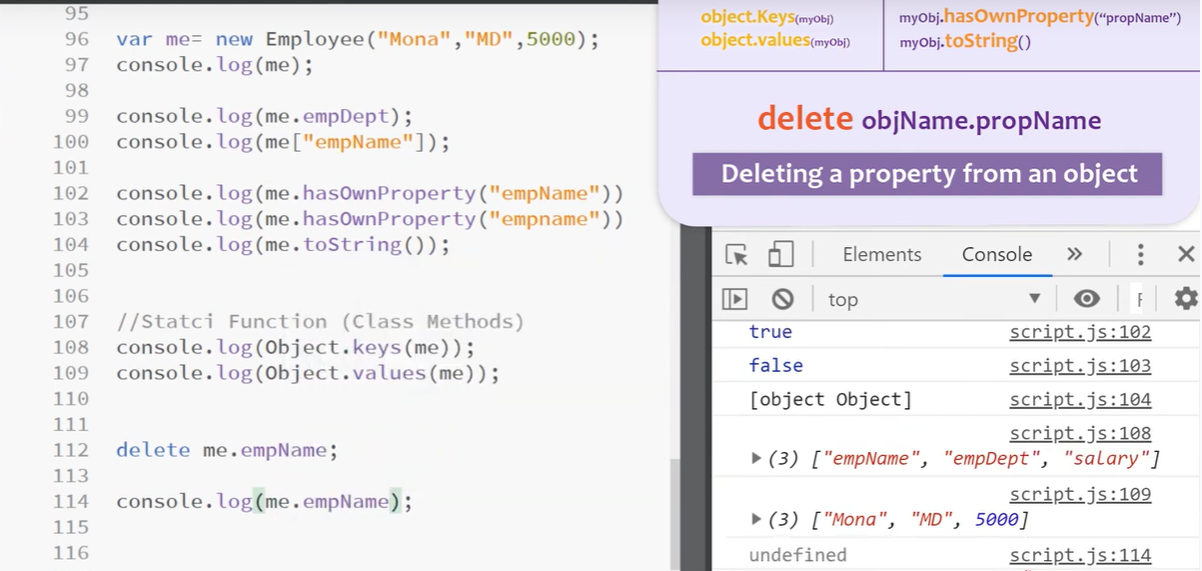 95
96 var me= new Employee("Mona","MD",5000);
97 console.log(me);
98
99 console.log(me.empDept);
100 console.log(me["empName"]);
101
102 console.log(me.hasOwnProperty("empName"))
103 console.log(me.hasOwnProperty("empname"))
104 console.log(me.toString());
105
106
107 //Statci Function (Class Methods)
108 console.log(Object.keys(me));
109 console.log(Object.values(me));
110
111
112 delete me.empName;
113
114 console.log(me.empName);
115
116
object.Keys(myObj)
object.values(myObj)
myObj.hasOwnProperty(“propName”)
myObj.toString()
delete objName.propName
Deleting a property from an object
Elements Console »
top
true script.js:102
false script.js:103
[object Object] script.js:104
script.js:108
(3) ["empName", "empDept", "salary"]
script.js:109
(3) ["Mona", "MD", 5000]
undefined script.js:114